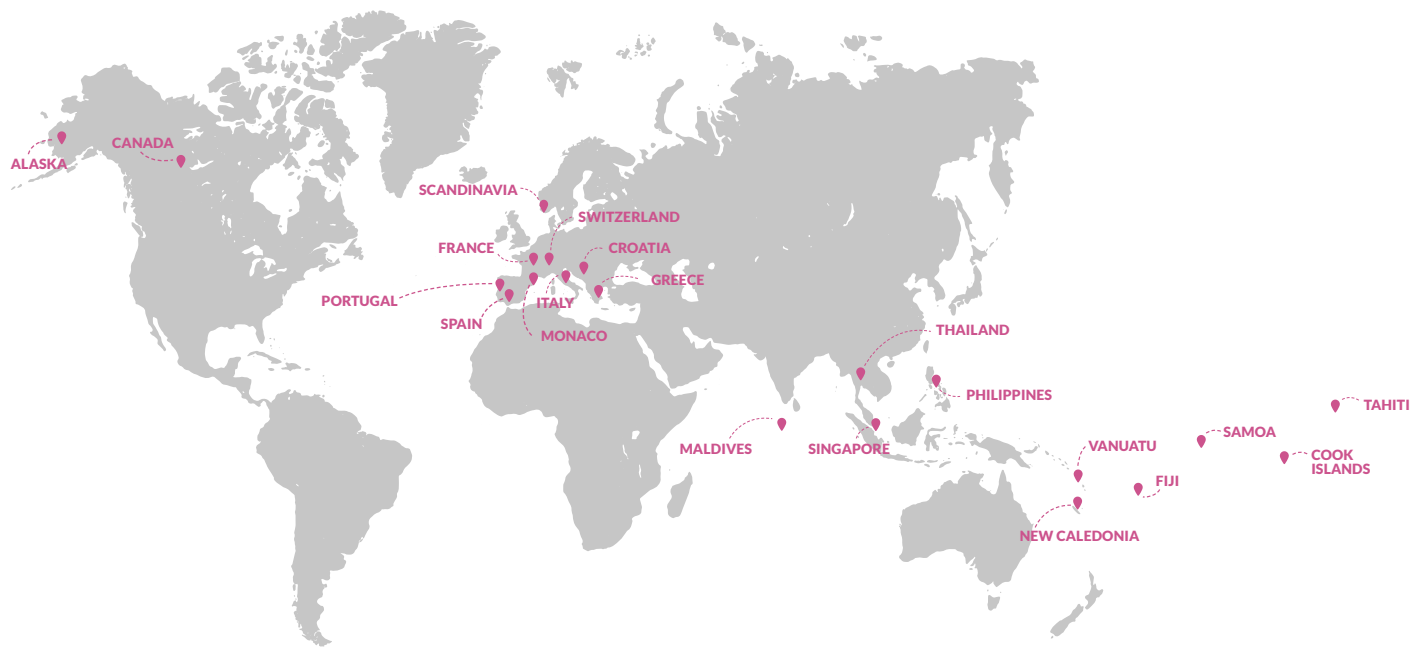 CANADA
ALASKA
SCANDINAVIA
SWITZERLAND
FRANCE
CROATIA
GREECE
PORTUGAL
ITALY
SPAIN
MONACO
THAILAND
PHILIPPINES
MALDIVES
SINGAPORE
TAHITI
SAMOA
VANUATU
COOK
ISLANDS
FIJI
NEW CALEDONIA